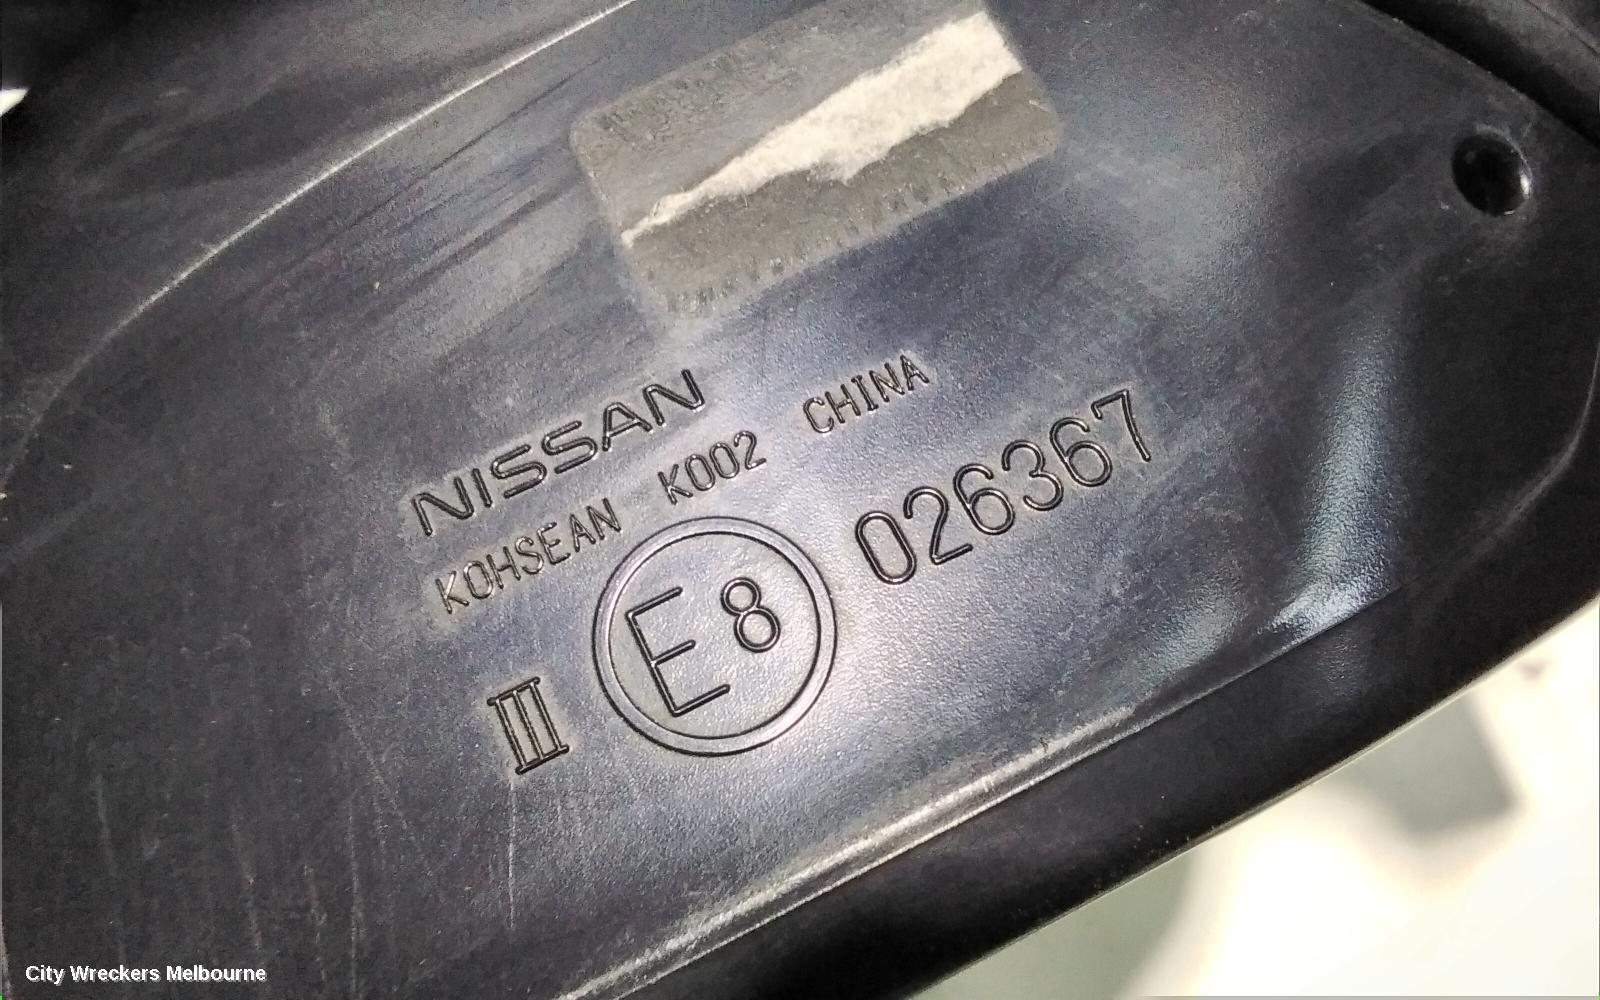 NISSAN
KOHSEAN K002 CHINA
III E8 026367
City Wreckers Melbourne